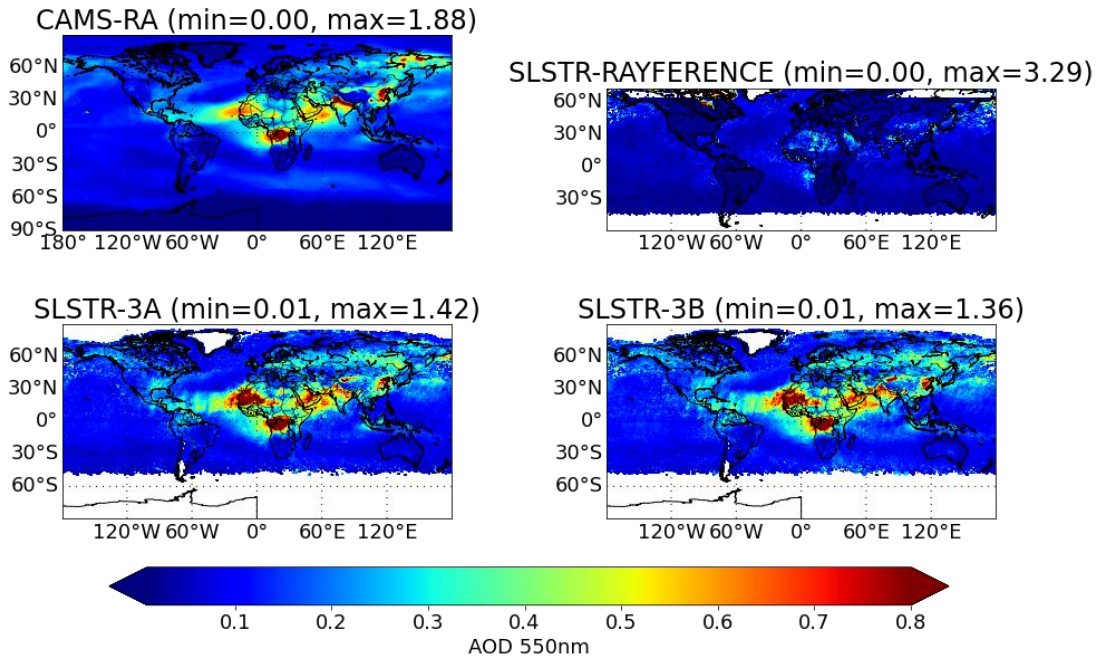 CAMS-RA (min=0.00, max=1.88)
60°N
30°N
0°
30°S
60°S
90°S
180° 120°W 60°W 0° 60°E 120°E
SLSTR-RAYFERENCE (min=0.00, max=3.29)
60°N
30°N
0°
30°S
120°W 60°W 0° 60°E 120°E
SLSTR-3A (min=0.01, max=1.42)
60°N
30°N
0°
30°S
60°S
120°W 60°W 0° 60°E 120°E
SLSTR-3B (min=0.01, max=1.36)
60°N
30°N
0°
30°S
60°S
120°W 60°W 0° 60°E 120°E
0.1 0.2 0.3 0.4 0.5 0.6 0.7 0.8
AOD 550nm